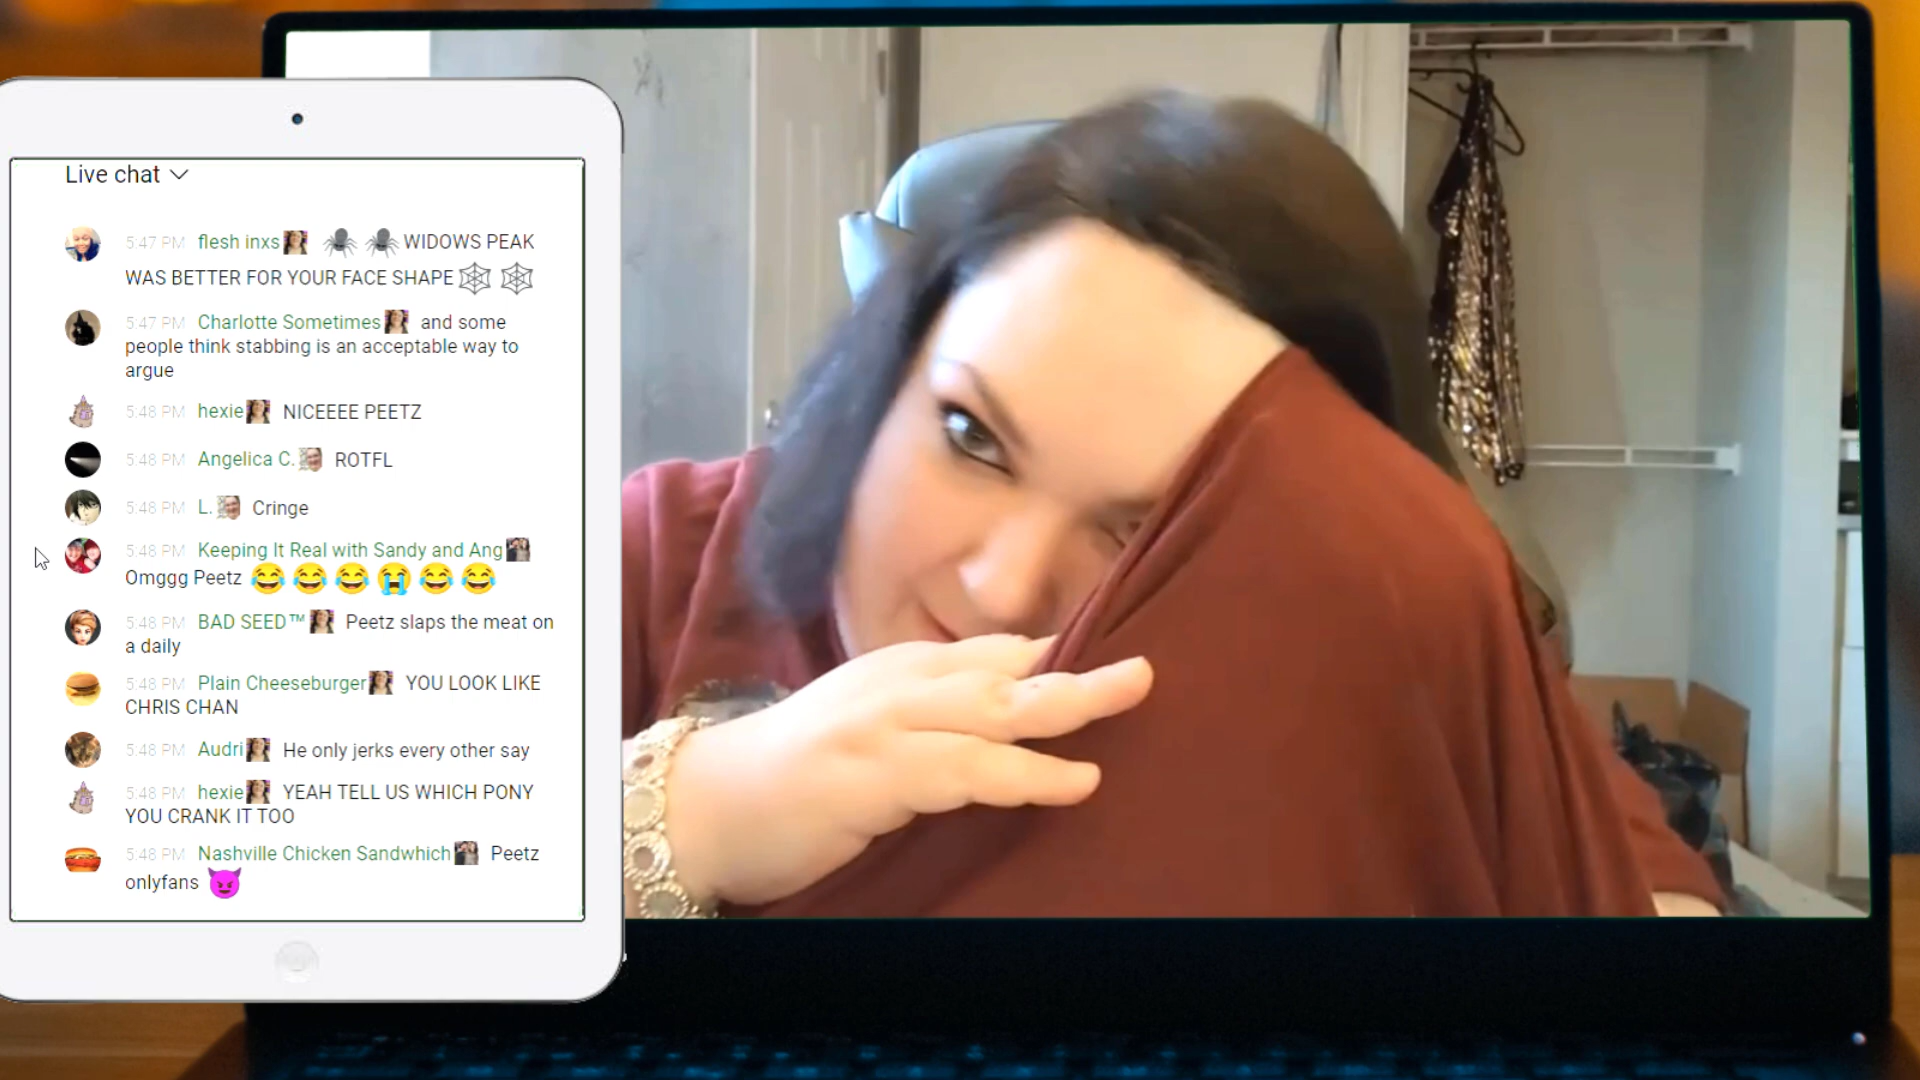 Live chat
5:47 PM flesh inxs 🕷️ 🕷️ WIDOWS PEAK
WAS BETTER FOR YOUR FACE SHAPE 🕸️ 🕸️
5:47 PM Charlotte Sometimes and some
people think stabbing is an acceptable way to
argue
5:48 PM hexie NICEEEE PEETZ
5:48 PM Angelica C. ROTFL
5:48 PM L. Cringe
5:48 PM Keeping It Real with Sandy and Ang
Omggg Peetz 😂 😂 😂 😭 😂 😂
5:48 PM BAD SEED™ Peetz slaps the meat on
a daily
5:48 PM Plain Cheeseburger YOU LOOK LIKE
CHRIS CHAN
5:48 PM Audri He only jerks every other say
5:48 PM hexie YEAH TELL US WHICH PONY
YOU CRANK IT TOO
5:48 PM Nashville Chicken Sandwhich Peetz
onlyfans 😈